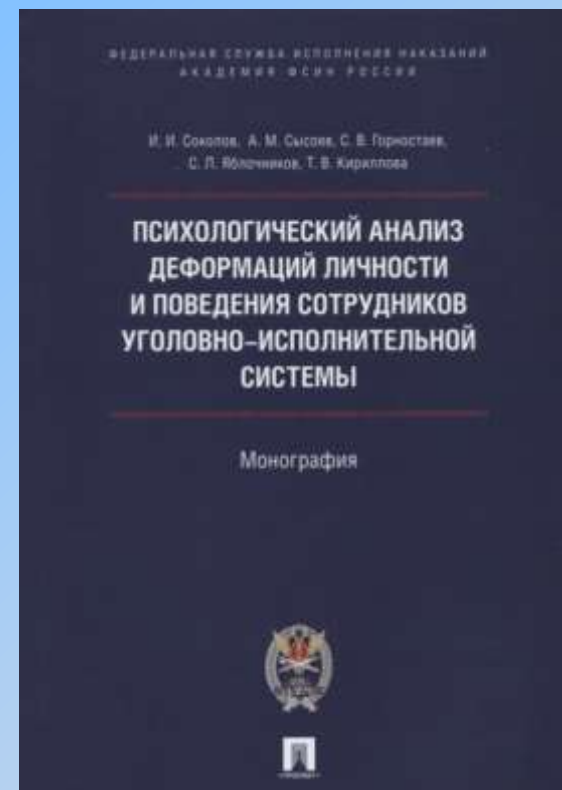 ФЕДЕРАЛЬНАЯ СЛУЖБА ИСПОЛНЕНИЯ НАКАЗАНИЙ
АКАДЕМИЯ ФСИН РОССИИ
И. И. Соколов, А. М. Сысоев, С. В. Горностаев,
С. Л. Яблочников, Т. В. Кириллова
ПСИХОЛОГИЧЕСКИЙ АНАЛИЗ
ДЕФОРМАЦИЙ ЛИЧНОСТИ
И ПОВЕДЕНИЯ СОТРУДНИКОВ
УГОЛОВНО-ИСПОЛНИТЕЛЬНОЙ
СИСТЕМЫ
Монография